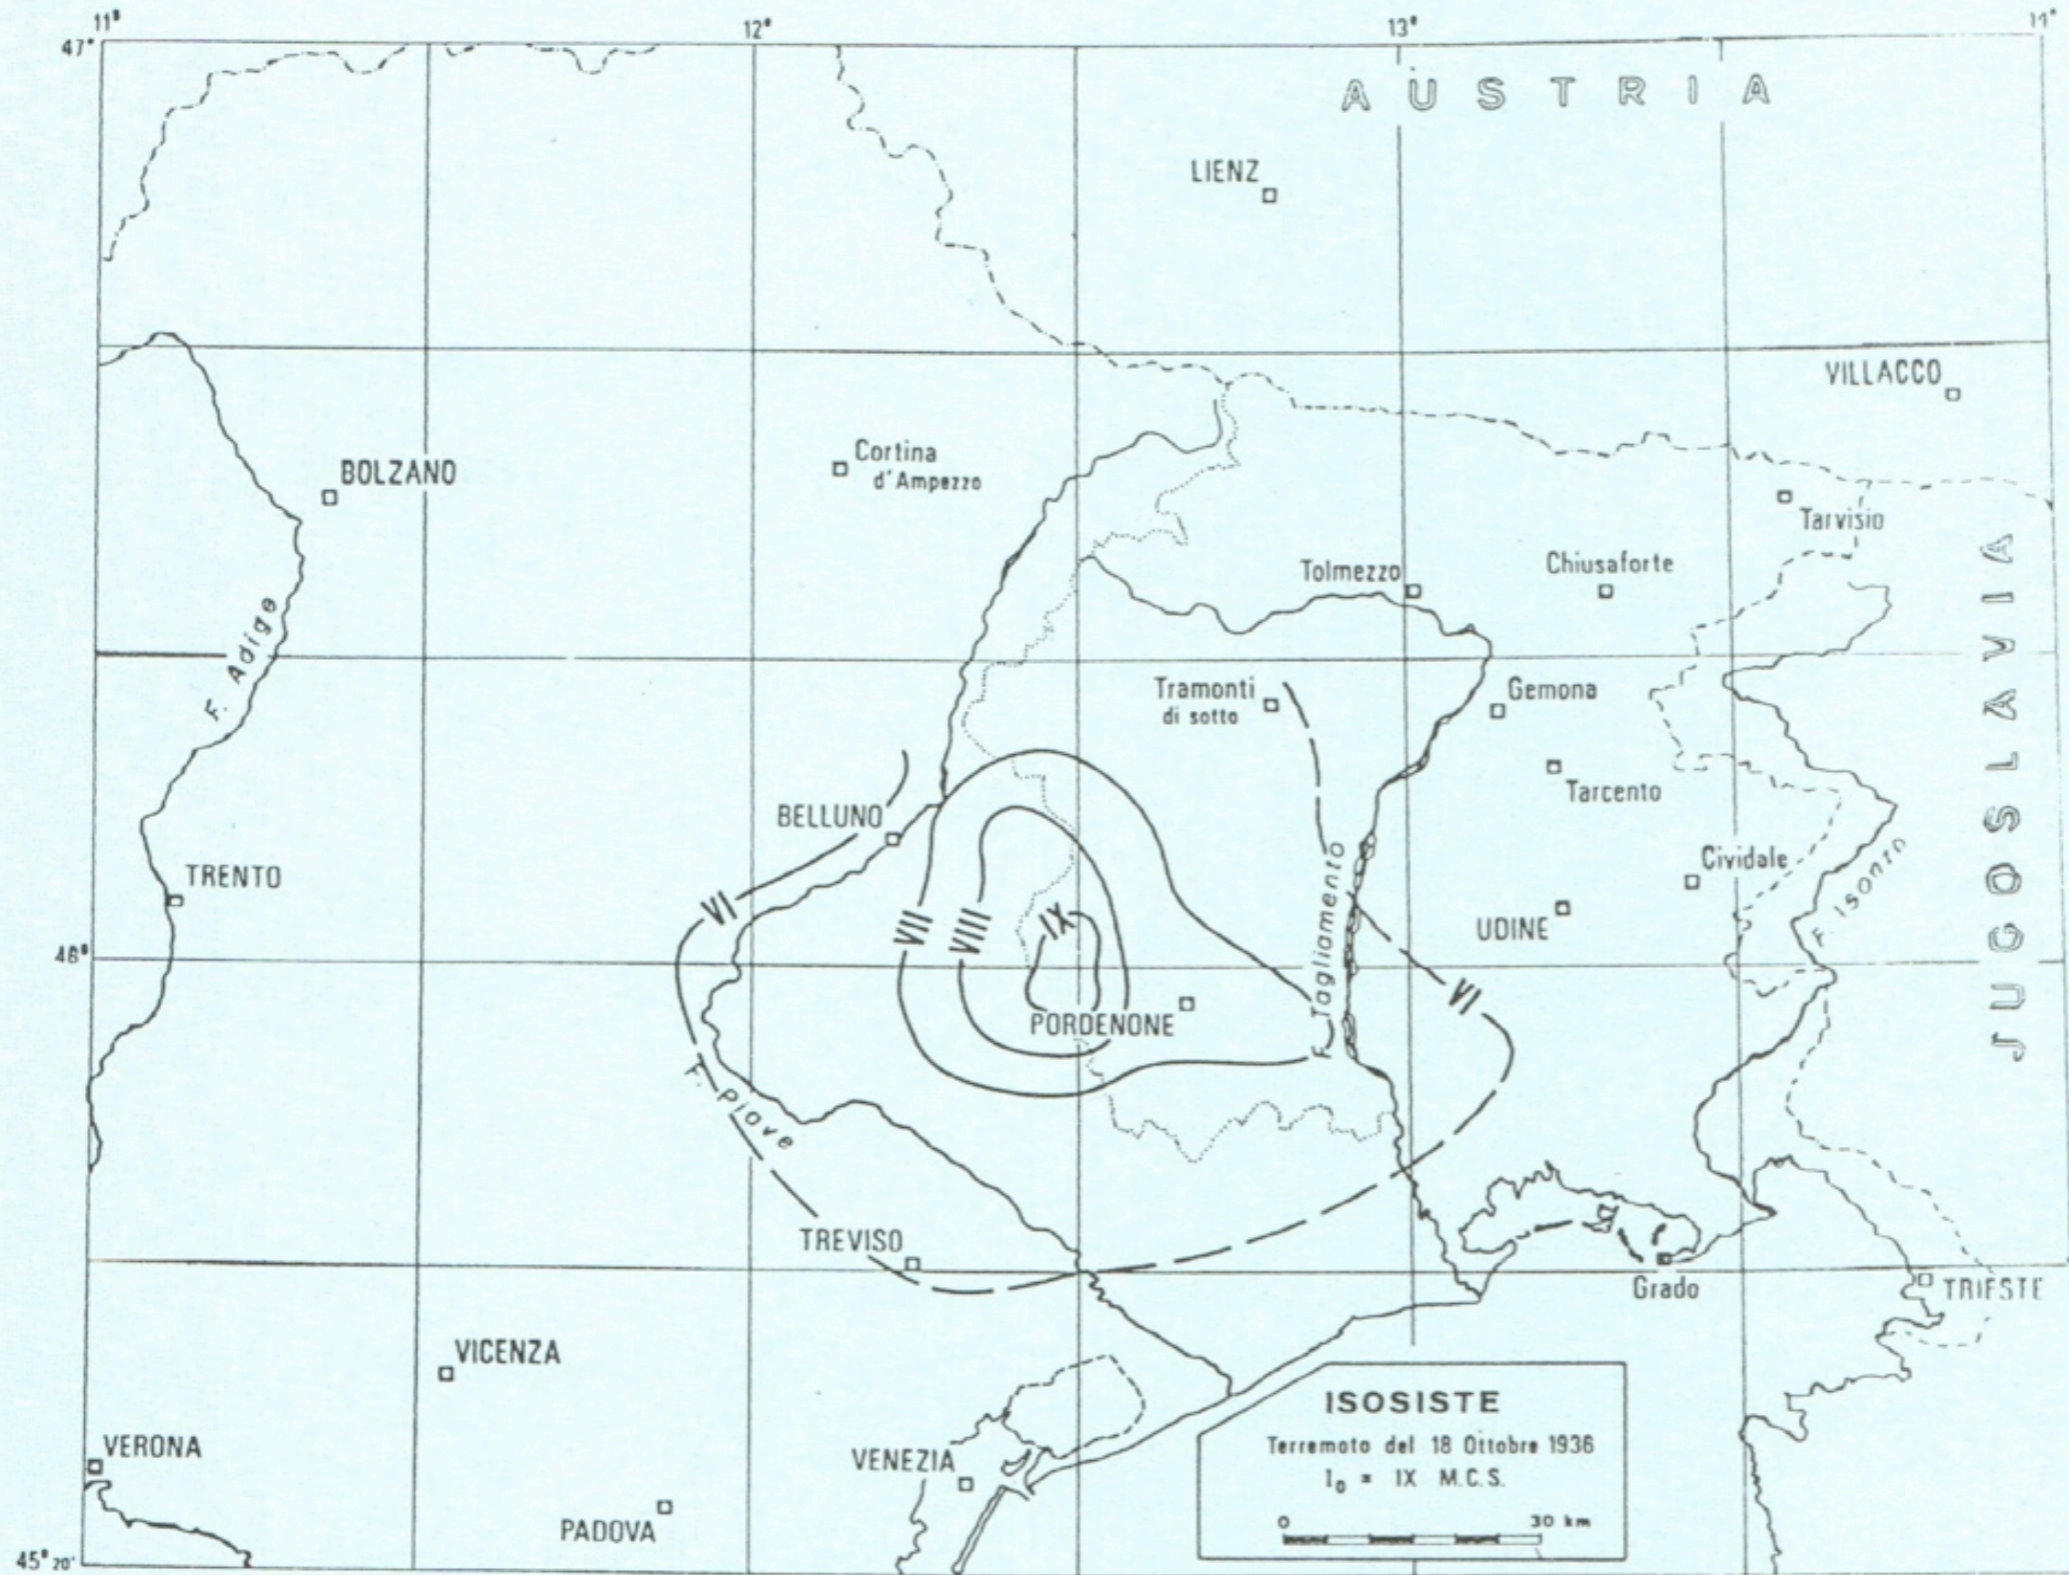 11°
12°
13°
11°
47°
AUSTRIA
LIENZ
VILLACCO
BOLZANO
Cortina
d'Ampezzo
Tarvisio
Tolmezzo
Chiusaforte
JUGOSLAVIA
F. Adige
Tramonti
di sotto
Gemona
BELLUNO
Tarcento
TRENTO
VI
VII
VIII
IX
F. Tagliamento
Cividale
UDINE
F. Isonzo
46°
VI
PORDENONE
F. Piave
TREVISO
Grado
TRIESTE
VICENZA
VERONA
VENEZIA
PADOVA
ISOSISTE
Terremoto del 18 Ottobre 1936
I0 = IX M.C.S.
0 30 km
45° 20'